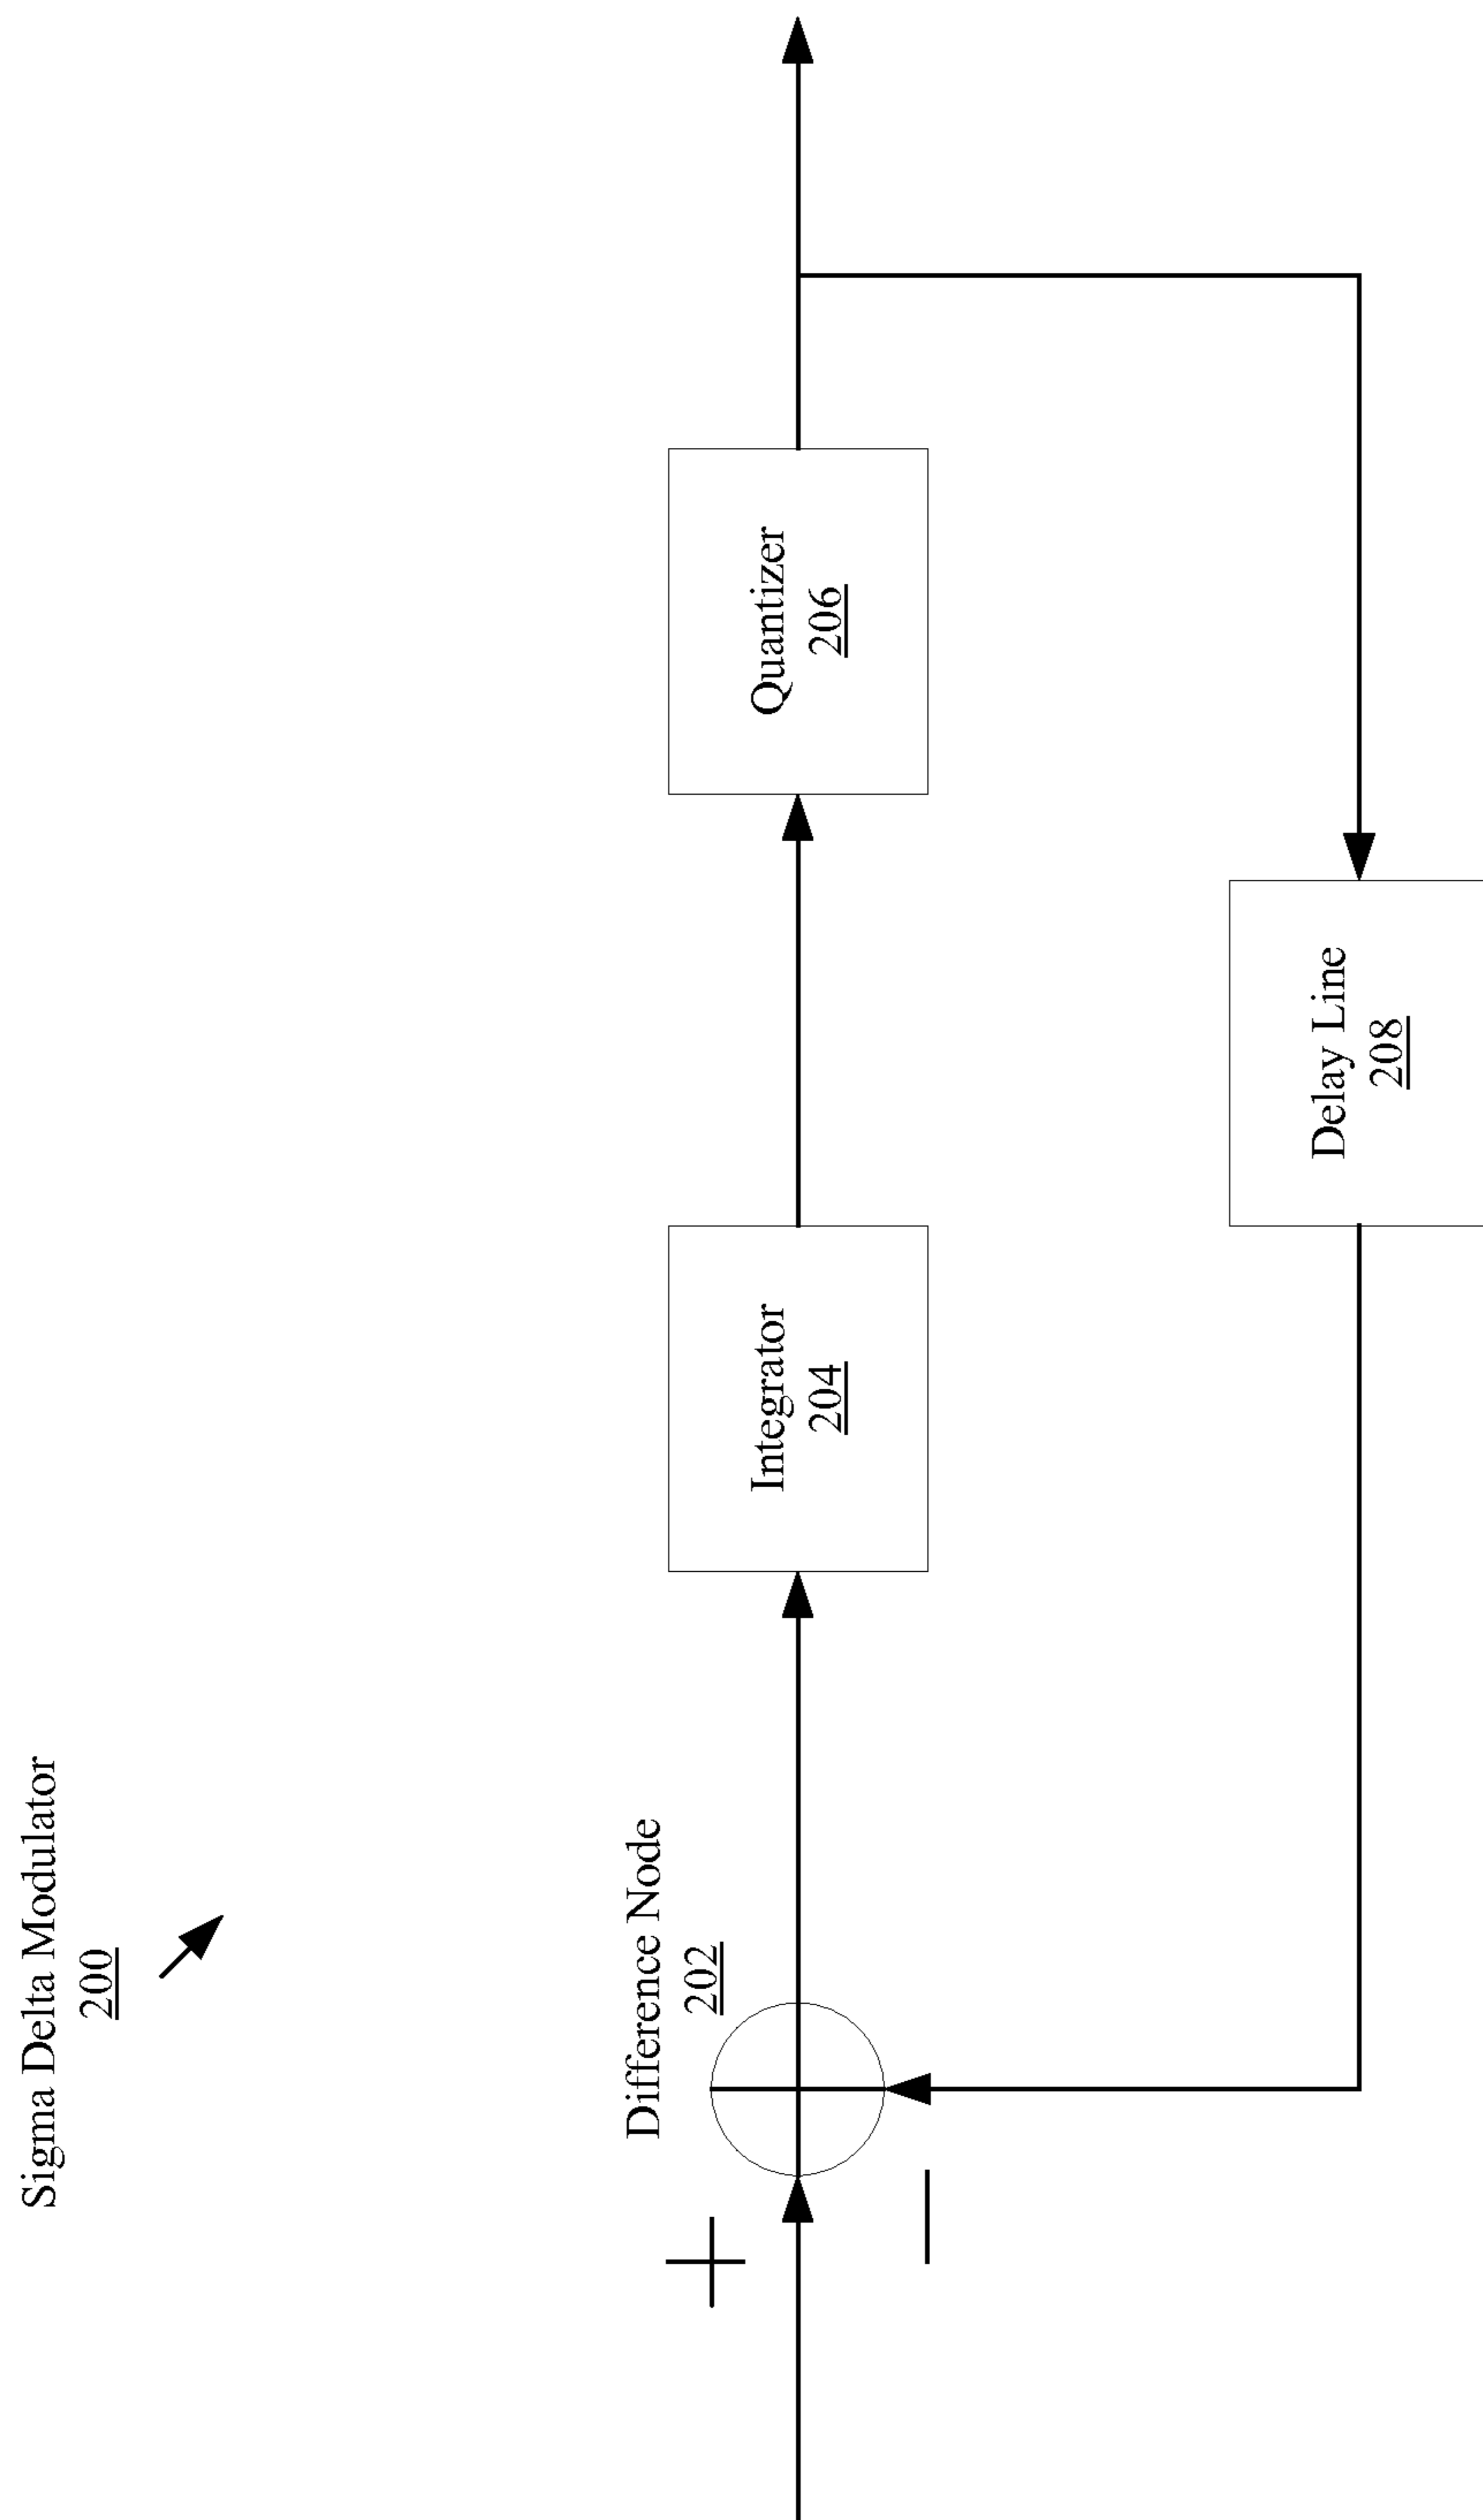 Sigma Delta Modulator
200
Difference Node
202
+
—
Integrator
204
Quantizer
206
Delay Line
208